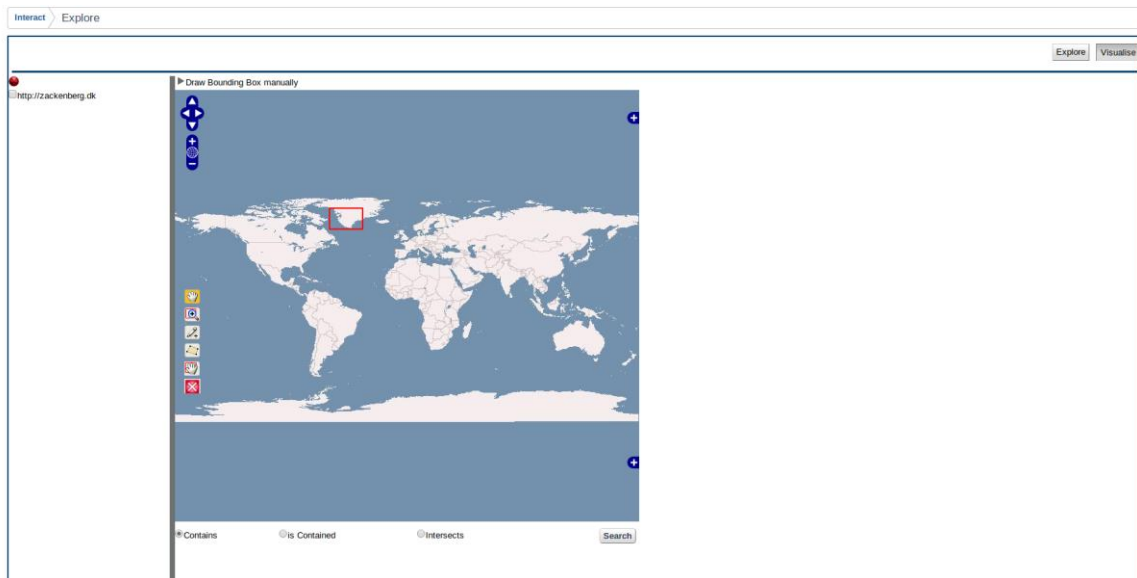 Interact Explore
Explore Visualise
http://zackenberg.dk
Draw Bounding Box manually
Contains is Contained Intersects Search